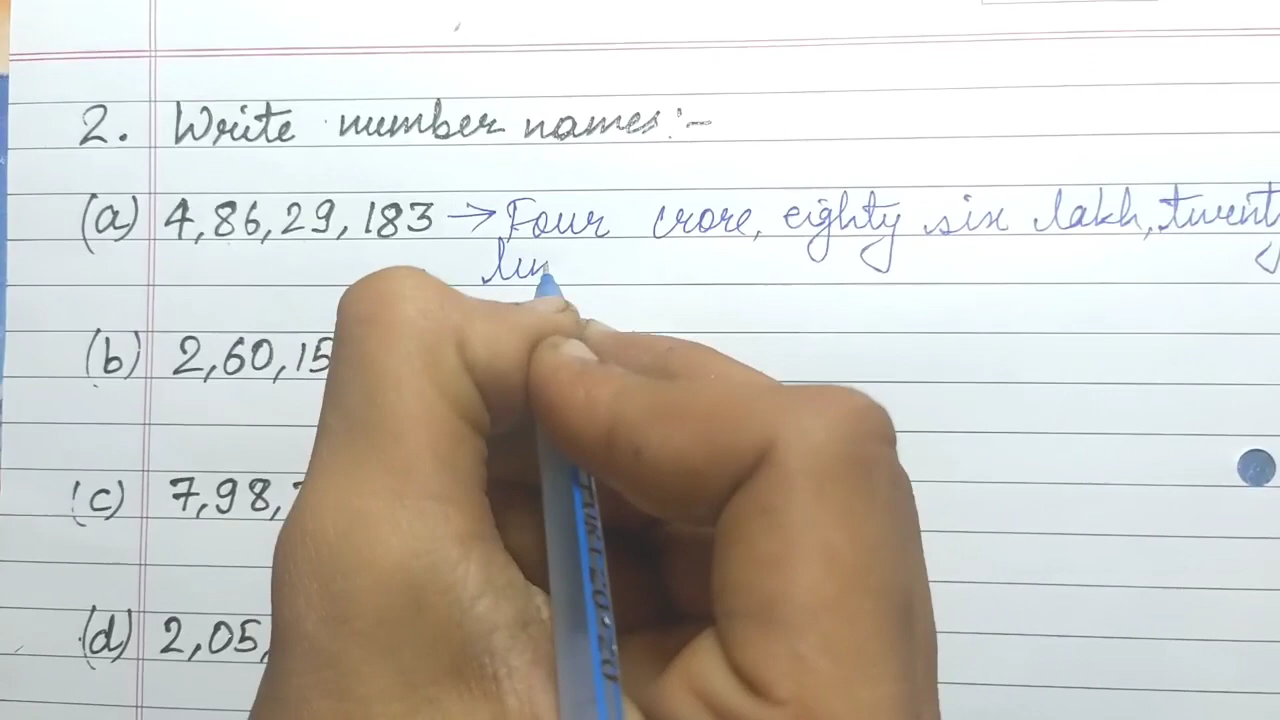 2. Write number names:-
(a) 4,86,29,183 → Four crore, eighty six lakh, twenty
(b) 2,60,15
(c) 7,98,
(d) 2,05,